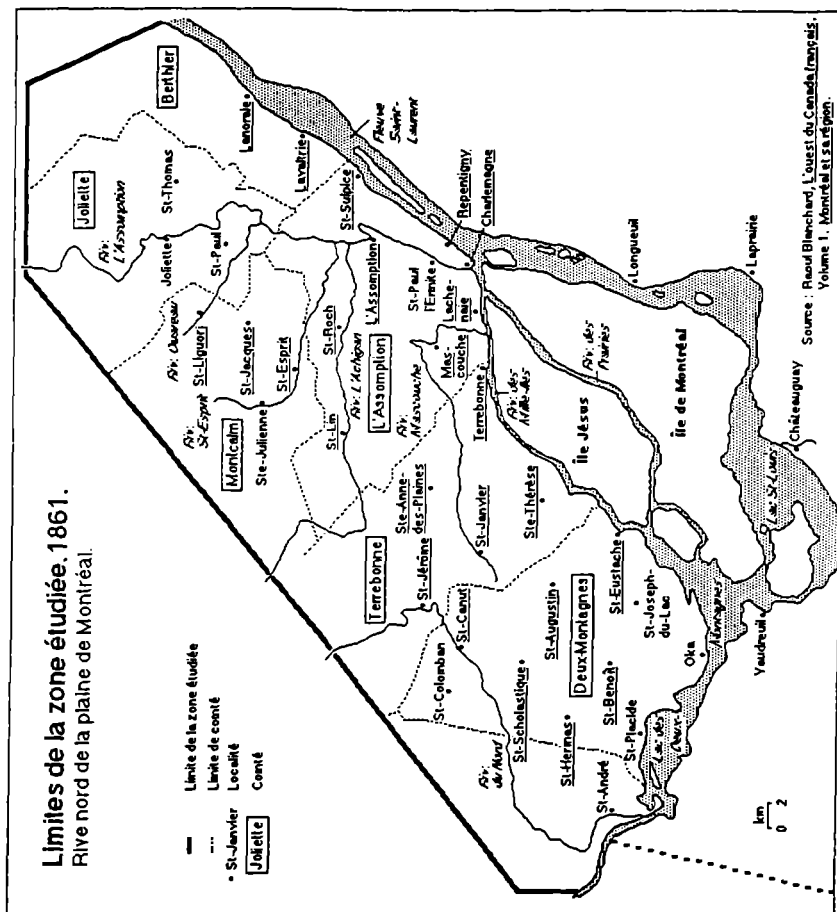 Limites de la zone étudiée, 1861.
Rive nord de la plaine de Montréal.
Limite de la zone étudiée
Limite de comté
• St-Janvier Localité
Joliette Comté
Berthier
Joliette
Riv. L'Assomption
St-Thomas
Lanoraie
Lavaltrie
Fleuve
Saint-
Laurent
Joliette
St-Paul
St-Sulpice
Riv. Ouareau
St-Liguori
St-Jacques
St-Esprit
Riv.
St-Esprit
Montcalm
Ste-Julienne
St-Roch
Riv. L'Achigan
St-Lin
L'Assomption
L'Assomption
Repentigny
Charlemagne
St-Paul
l'Ermite
Lache-
naie
Mas-
couche
Riv. Mascouche
Terrebonne
Riv. des
Mille-Iles
Riv. des
Prairies
Longueuil
Laprairie
Île Jésus
Île de Montréal
Châteauguay
Lac St-Louis
Terrebonne
Ste-Anne-
des-Plaines
St-Jérôme
St-Janvier
Ste-Thérèse
St-Canut
St-Colomban
St-Augustin
St-Eustache
Deux-Montagnes
St-Joseph-
du-Lac
St-Scholastique
St-Benoît
St-Hermas
Riv.
du Nord
Oka
St-Placide
St-André
Lac des
Deux-
Montagnes
Vaudreuil
km
0 2
Source : Raoul Blanchard, L'ouest du Canada français,
Volume 1, Montréal et sa région.